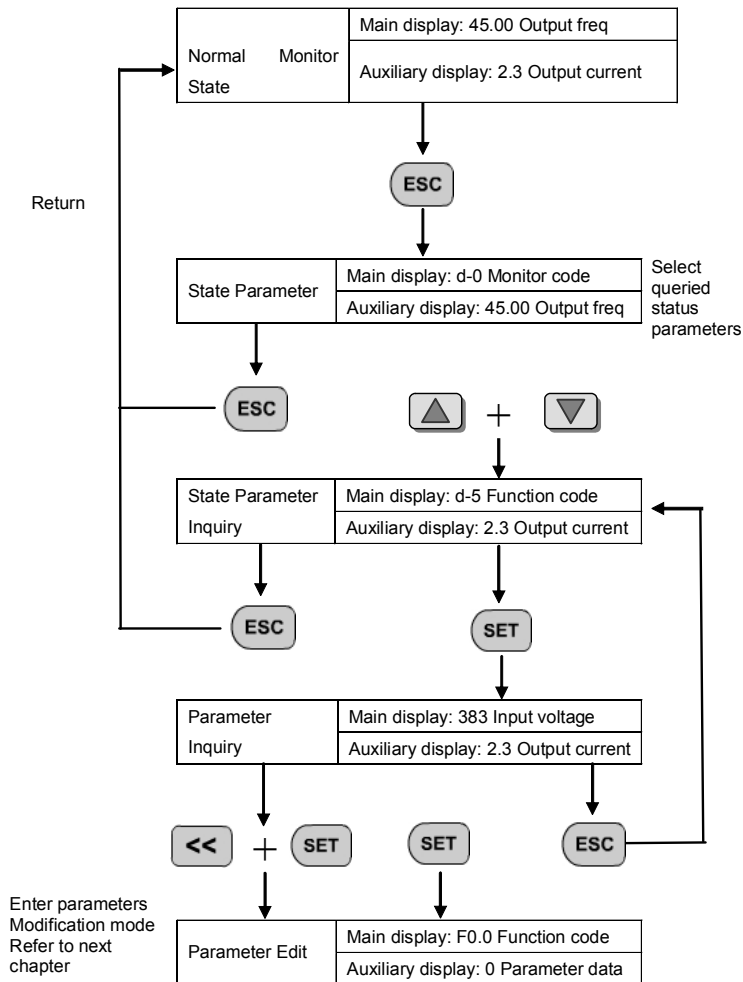 Main display: 45.00 Output freq
Normal Monitor
State
Auxiliary display: 2.3 Output current
ESC
Return
State Parameter
Main display: d-0 Monitor code
Auxiliary display: 45.00 Output freq
Select
queried
status
parameters
ESC
+
State Parameter
Inquiry
Main display: d-5 Function code
Auxiliary display: 2.3 Output current
ESC
SET
Parameter
Inquiry
Main display: 383 Input voltage
Auxiliary display: 2.3 Output current
<<
+
SET
SET
ESC
Enter parameters
Modification mode
Refer to next
chapter
Parameter Edit
Main display: F0.0 Function code
Auxiliary display: 0 Parameter data